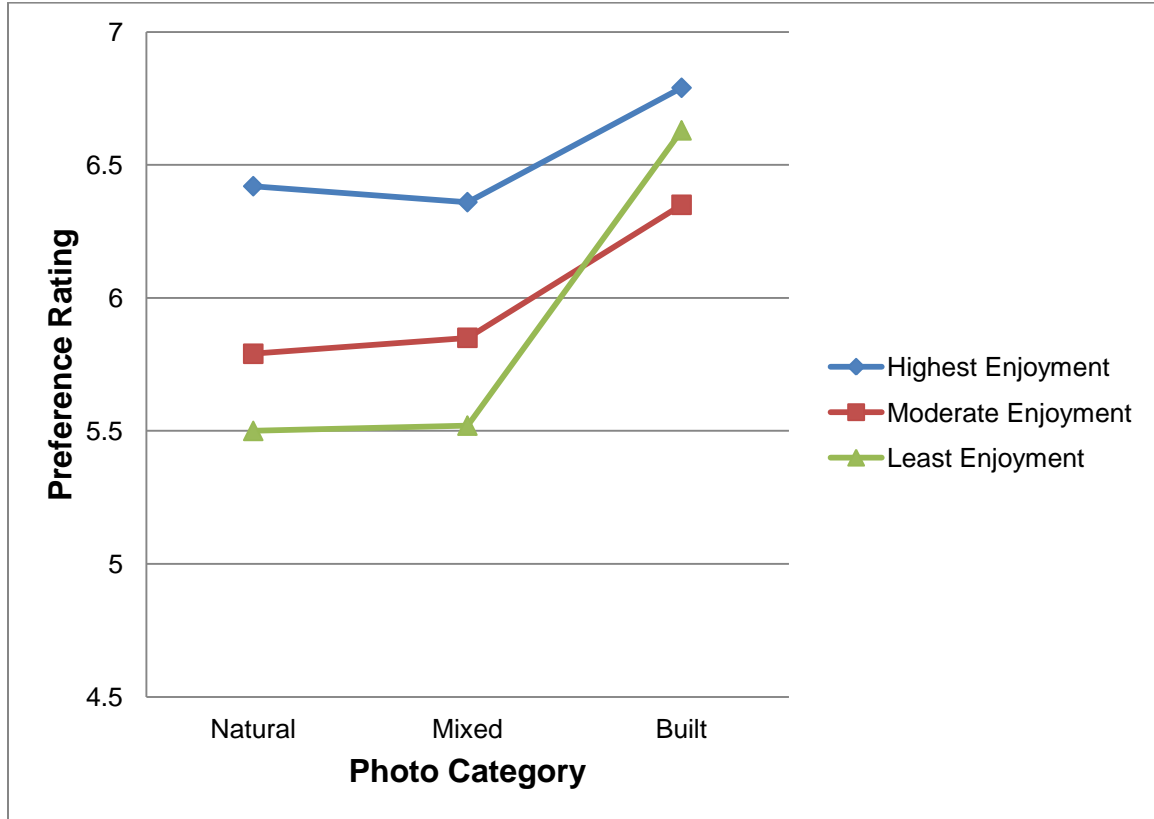 7
6.5
6
5.5
5
4.5
Preference Rating
Natural
Mixed
Built
Photo Category
Highest Enjoyment
Moderate Enjoyment
Least Enjoyment